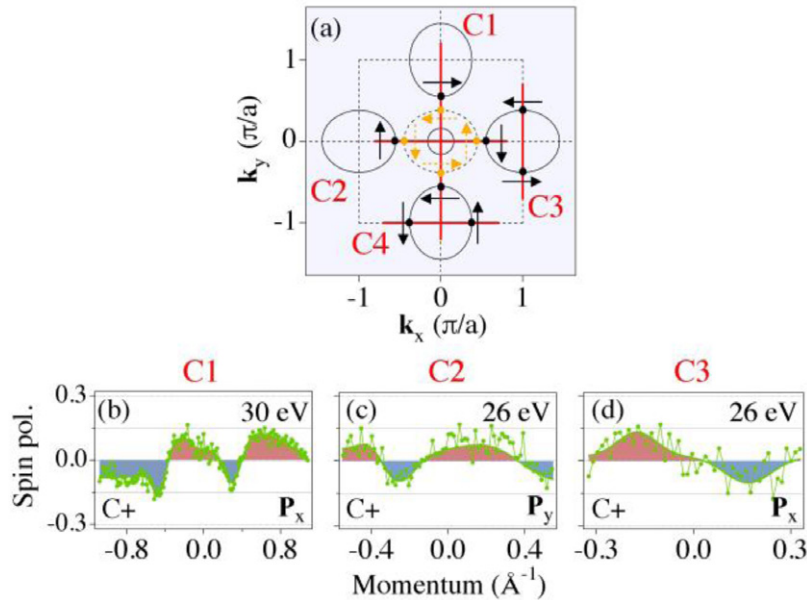 (a)
C1
1
0
-1
k_y (π/a)
C2
C3
C4
-1 0 1
k_x (π/a)
C1 C2 C3
0.3
0.0
-0.3
Spin pol.
(b) 30 eV
C+ P_x
(c) 26 eV
C+ P_y
(d) 26 eV
C+ P_x
-0.8 0.0 0.8
-0.4 0.0 0.4
-0.3 0.0 0.3
Momentum (Å⁻¹)